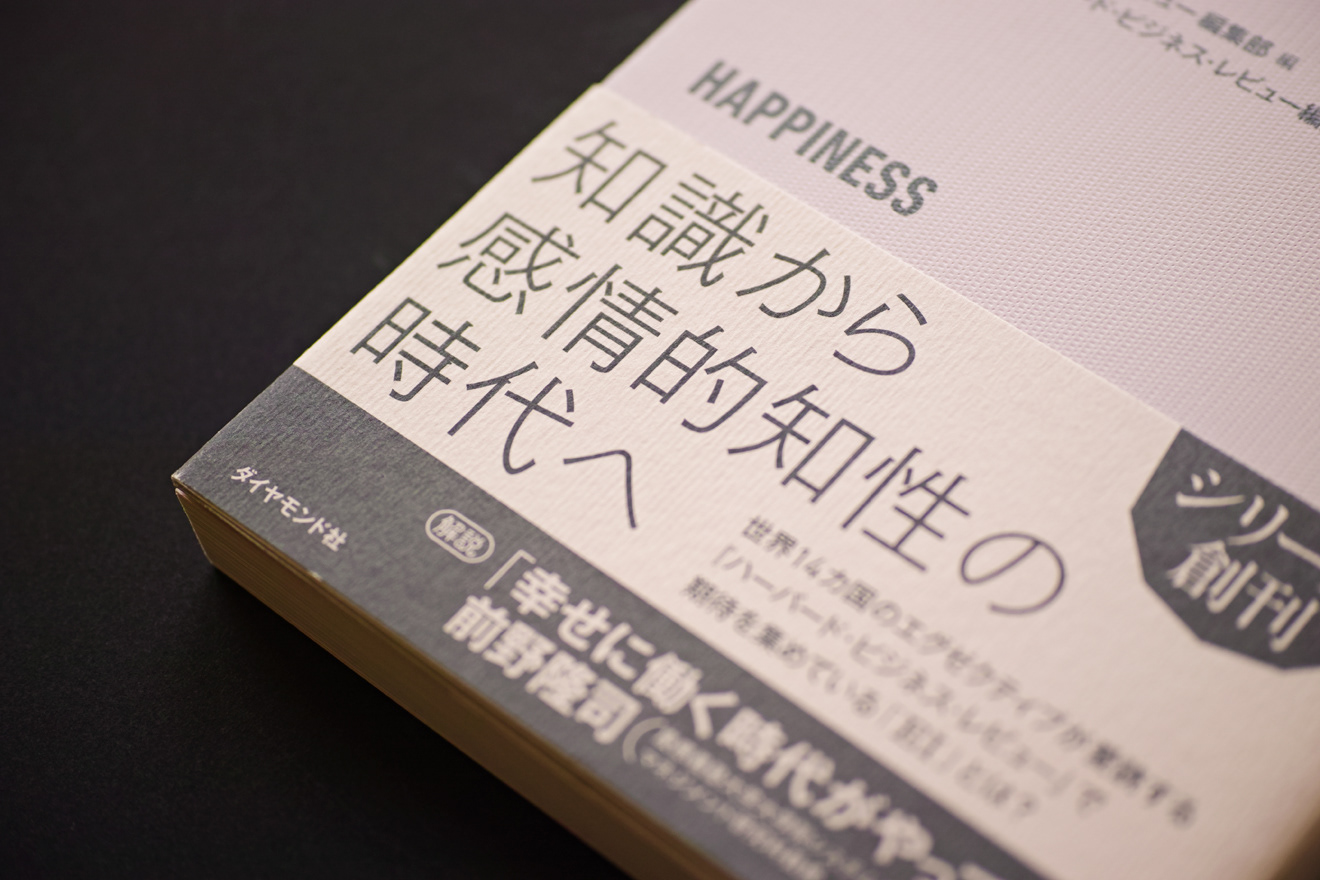 ュー編集部 編
ド・ビジネス・レビュー編
HAPPINESS
知識から
感情的知性の
時代へ
シリー
創刊
世界14カ国のエグゼクティブが愛読する
「ハーバード・ビジネス・レビュー」で
期待を集めている「EI」とは?
ダイヤモンド社
解説
「幸せに働く時代がやっ
前野隆司